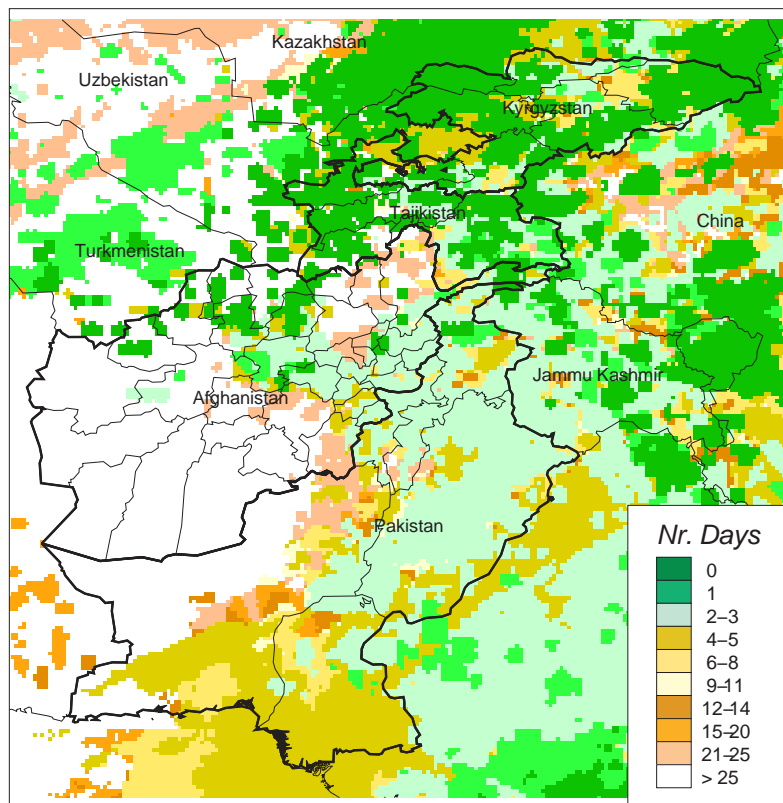 Kazakhstan
Uzbekistan
Kyrgyzstan
Tajikistan
China
Turkmenistan
Jammu Kashmir
Afghanistan
Pakistan
Nr. Days
0
1
2–3
4–5
6–8
9–11
12–14
15–20
21–25
> 25